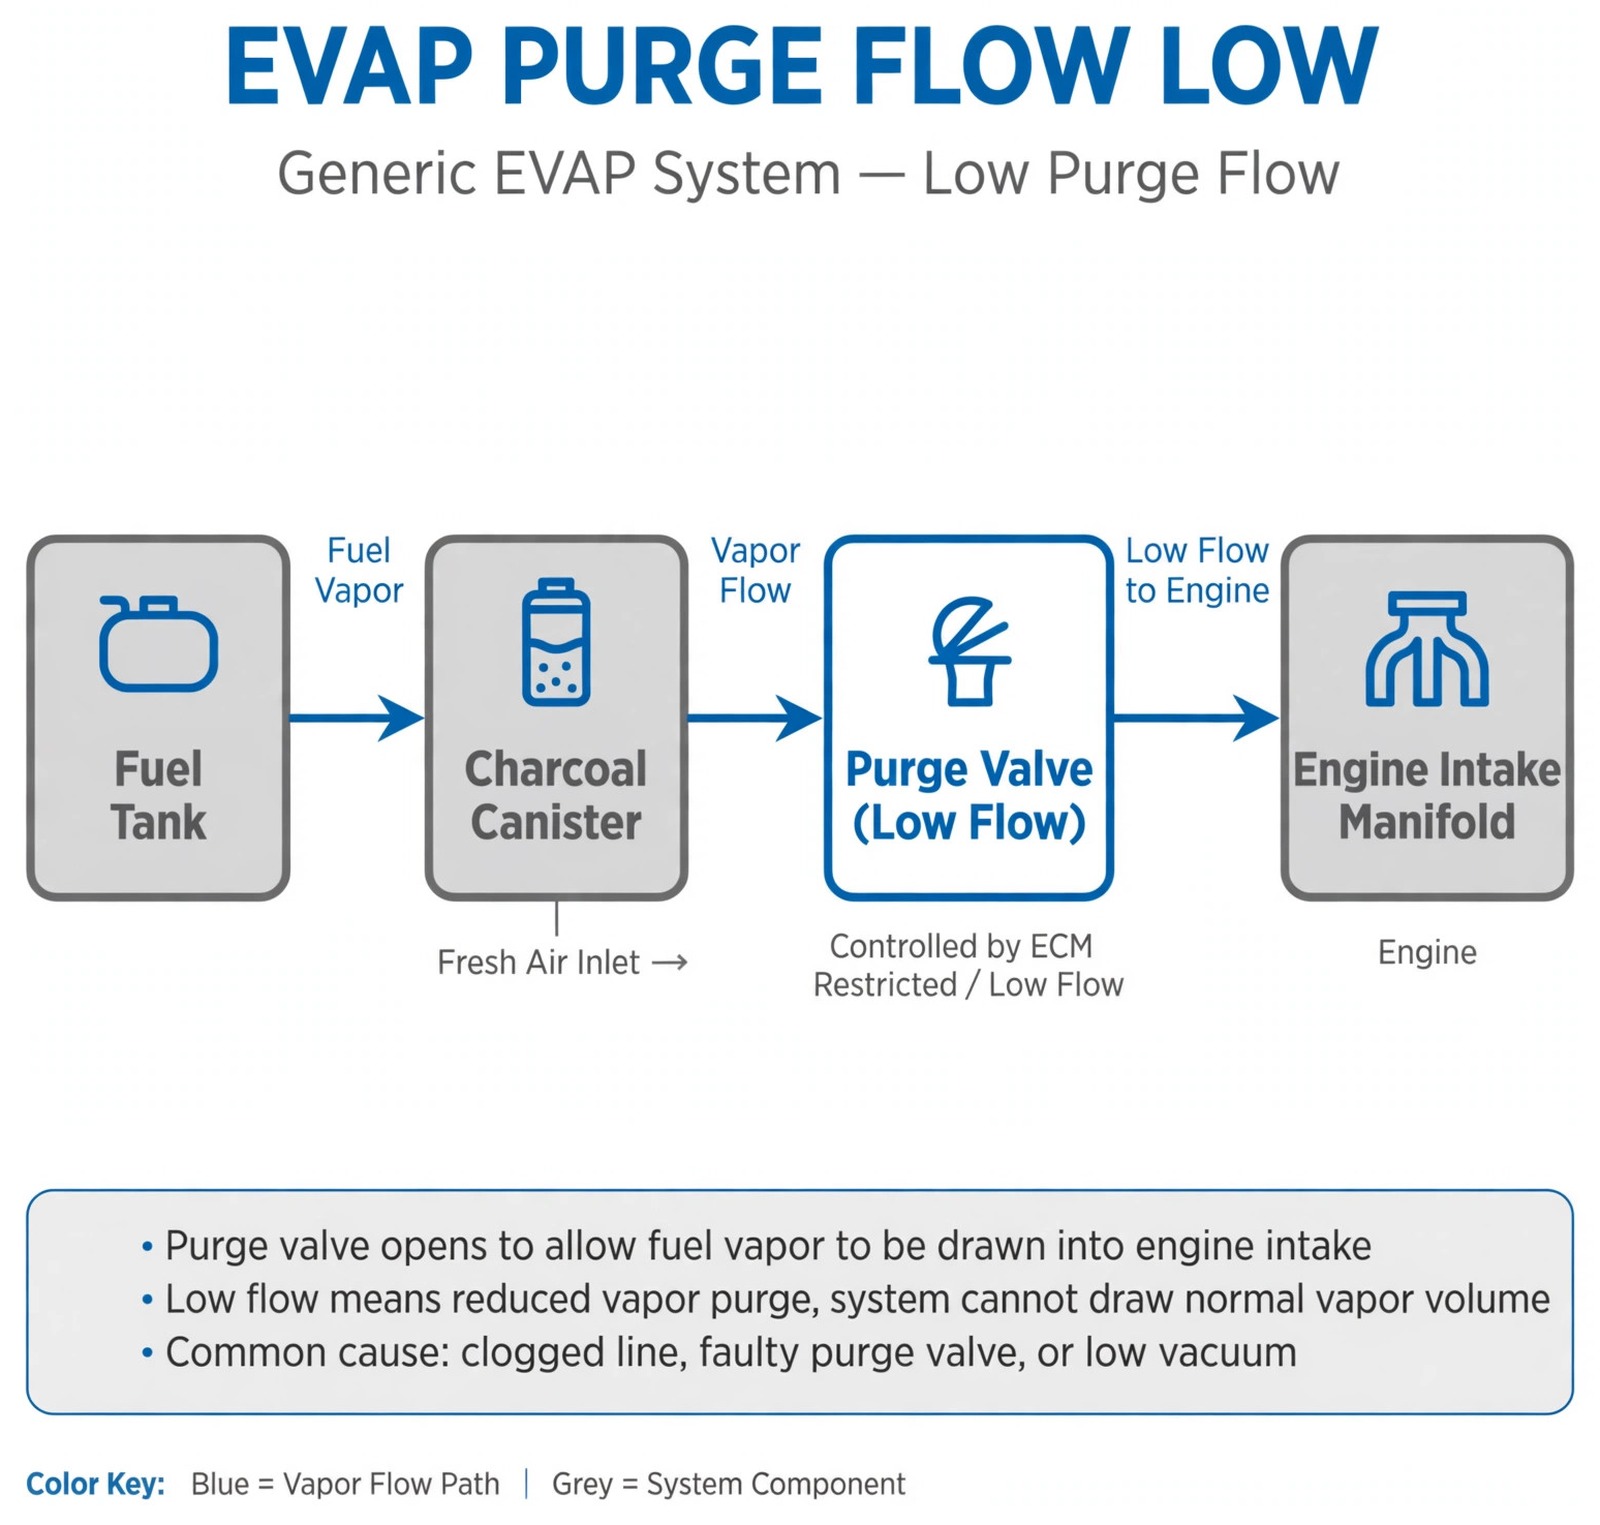 EVAP PURGE FLOW LOW
Generic EVAP System — Low Purge Flow
Fuel
Vapor
Vapor
Flow
Low Flow
to Engine
Fuel
Tank
Charcoal
Canister
Purge Valve
(Low Flow)
Engine Intake
Manifold
Fresh Air Inlet →
Controlled by ECM
Restricted / Low Flow
Engine
• Purge valve opens to allow fuel vapor to be drawn into engine intake
• Low flow means reduced vapor purge, system cannot draw normal vapor volume
• Common cause: clogged line, faulty purge valve, or low vacuum
Color Key: Blue = Vapor Flow Path | Grey = System Component